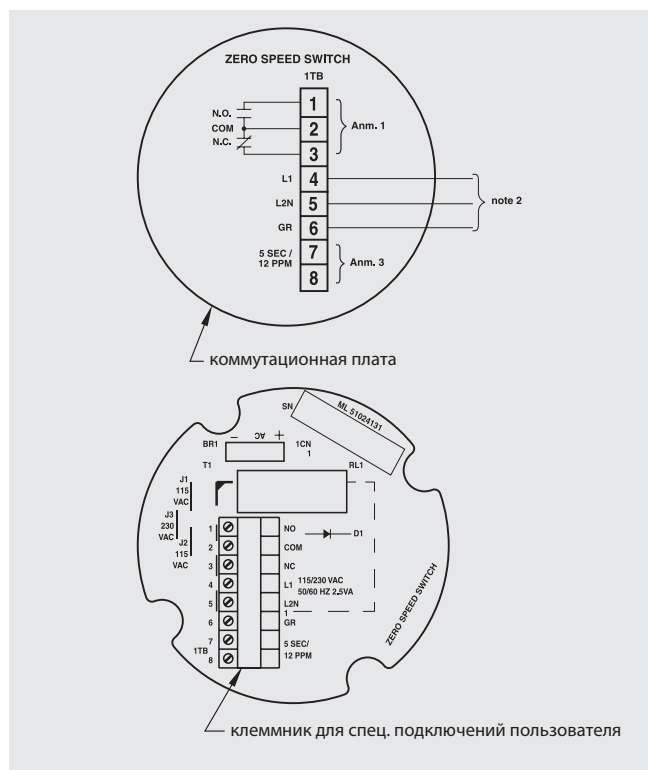 ZERO SPEED SWITCH
1TB
N.O.
COM
N.C.
1
2
3
Anm. 1
L1
4
L2N
5
GR
6
note 2
5 SEC /
12 PPM
7
8
Anm. 3
коммутационная плата
SN
ML 51024131
BR1
− AC +
1CN
1
T1
RL1
J1
115
VAC
J3
230
VAC
J2
115
VAC
1
NO
D1
2
COM
3
NC
4
L1
115/230 VAC
50/60 HZ 2.5VA
5
L2N
1
6
GR
7
5 SEC/
12 PPM
1TB
8
ZERO SPEED SWITCH
клеммник для спец. подключений пользователя